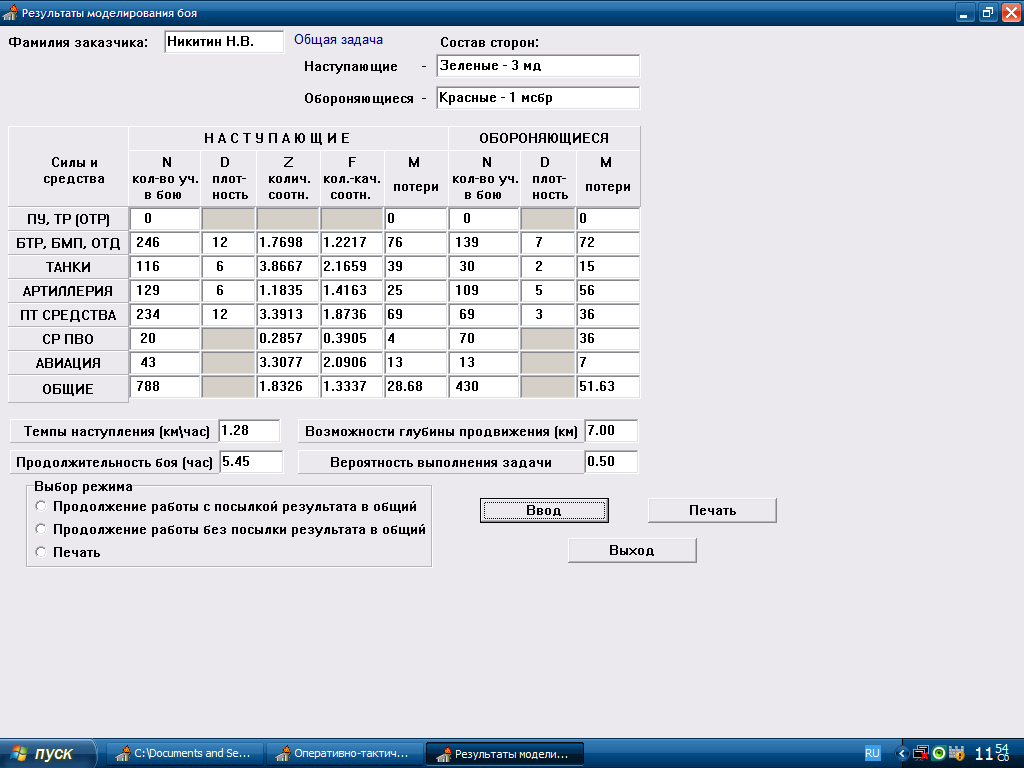 Результаты моделирования боя
Фамилия заказчика: Никитин Н.В. Общая задача Состав сторон:
Наступающие - Зеленые - 3 мд
Обороняющиеся - Красные - 1 мсбр
Силы и средства Н А С Т У П А Ю Щ И Е ОБОРОНЯЮЩИЕСЯ
N кол-во уч. в бою D плот-ность Z колич. соотн. F кол.-кач. соотн. M потери N кол-во уч. в бою D плот-ность M потери
ПУ, ТР (ОТР) 0 0 0 0
БТР, БМП, ОТД 246 12 1.7698 1.2217 76 139 7 72
ТАНКИ 116 6 3.8667 2.1659 39 30 2 15
АРТИЛЛЕРИЯ 129 6 1.1835 1.4163 25 109 5 56
ПТ СРЕДСТВА 234 12 3.3913 1.8736 69 69 3 36
СР ПВО 20 0.2857 0.3905 4 70 36
АВИАЦИЯ 43 3.3077 2.0906 13 13 7
ОБЩИЕ 788 1.8326 1.3337 28.68 430 51.63
Темпы наступления (км\час) 1.28 Возможности глубины продвижения (км) 7.00
Продолжительность боя (час) 5.45 Вероятность выполнения задачи 0.50
Выбор режима
Продолжение работы с посылкой результата в общий
Продолжение работы без посылки результата в общий
Печать
Ввод Печать
Выход
пуск C:\Documents and Se... Оперативно-тактич... Результаты модели... RU 11 54 Сб